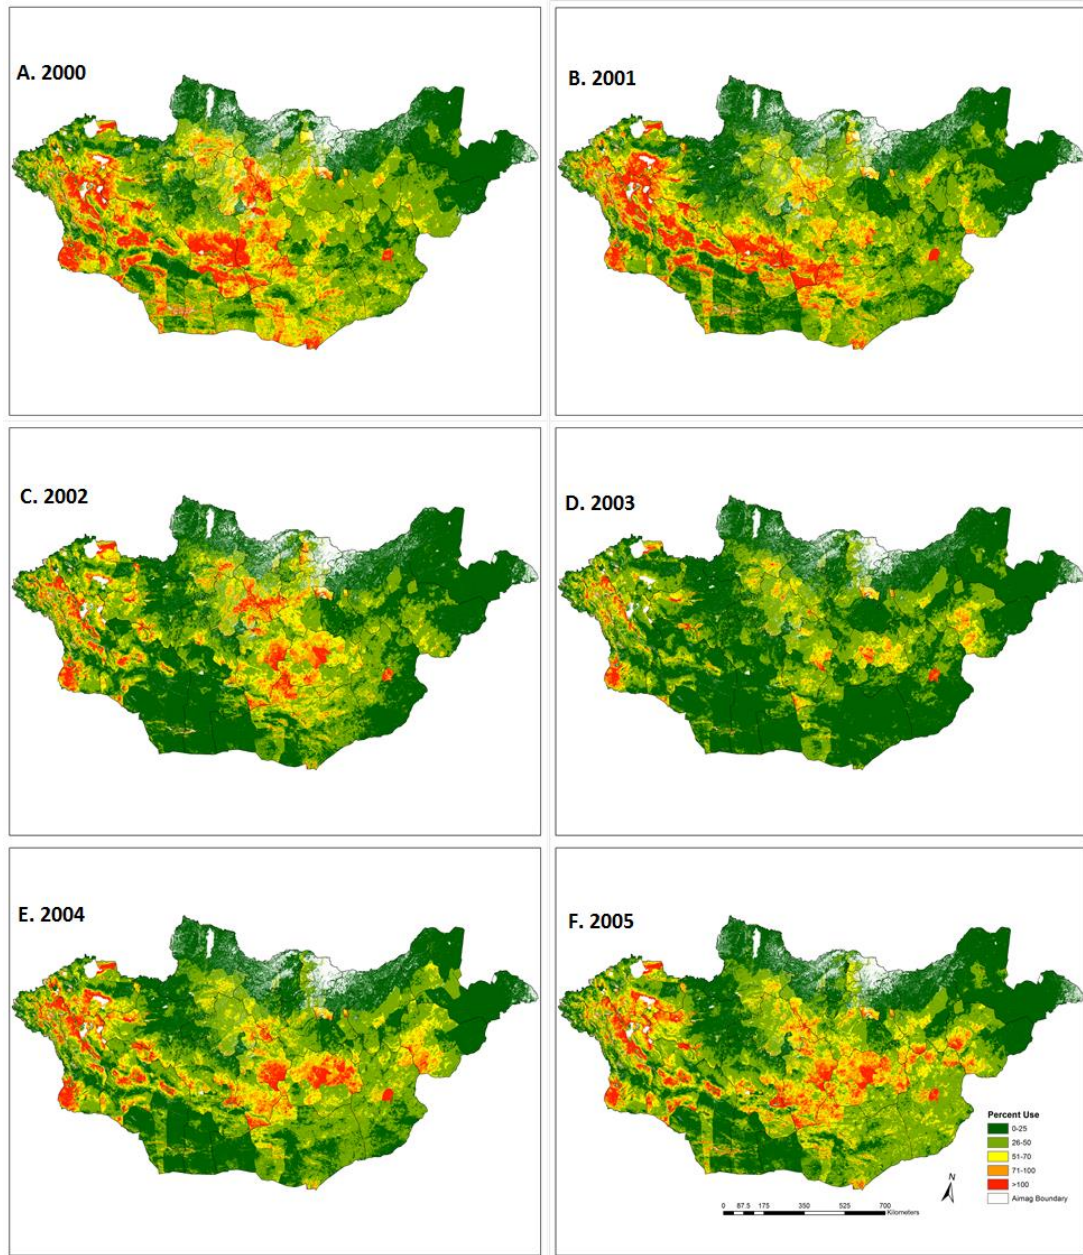 A. 2000
B. 2001
C. 2002
D. 2003
E. 2004
F. 2005
Percent Use
0-25
26-50
51-70
71-100
>100
Aimag Boundary
N
0 87.5 175 350 525 700
Kilometers